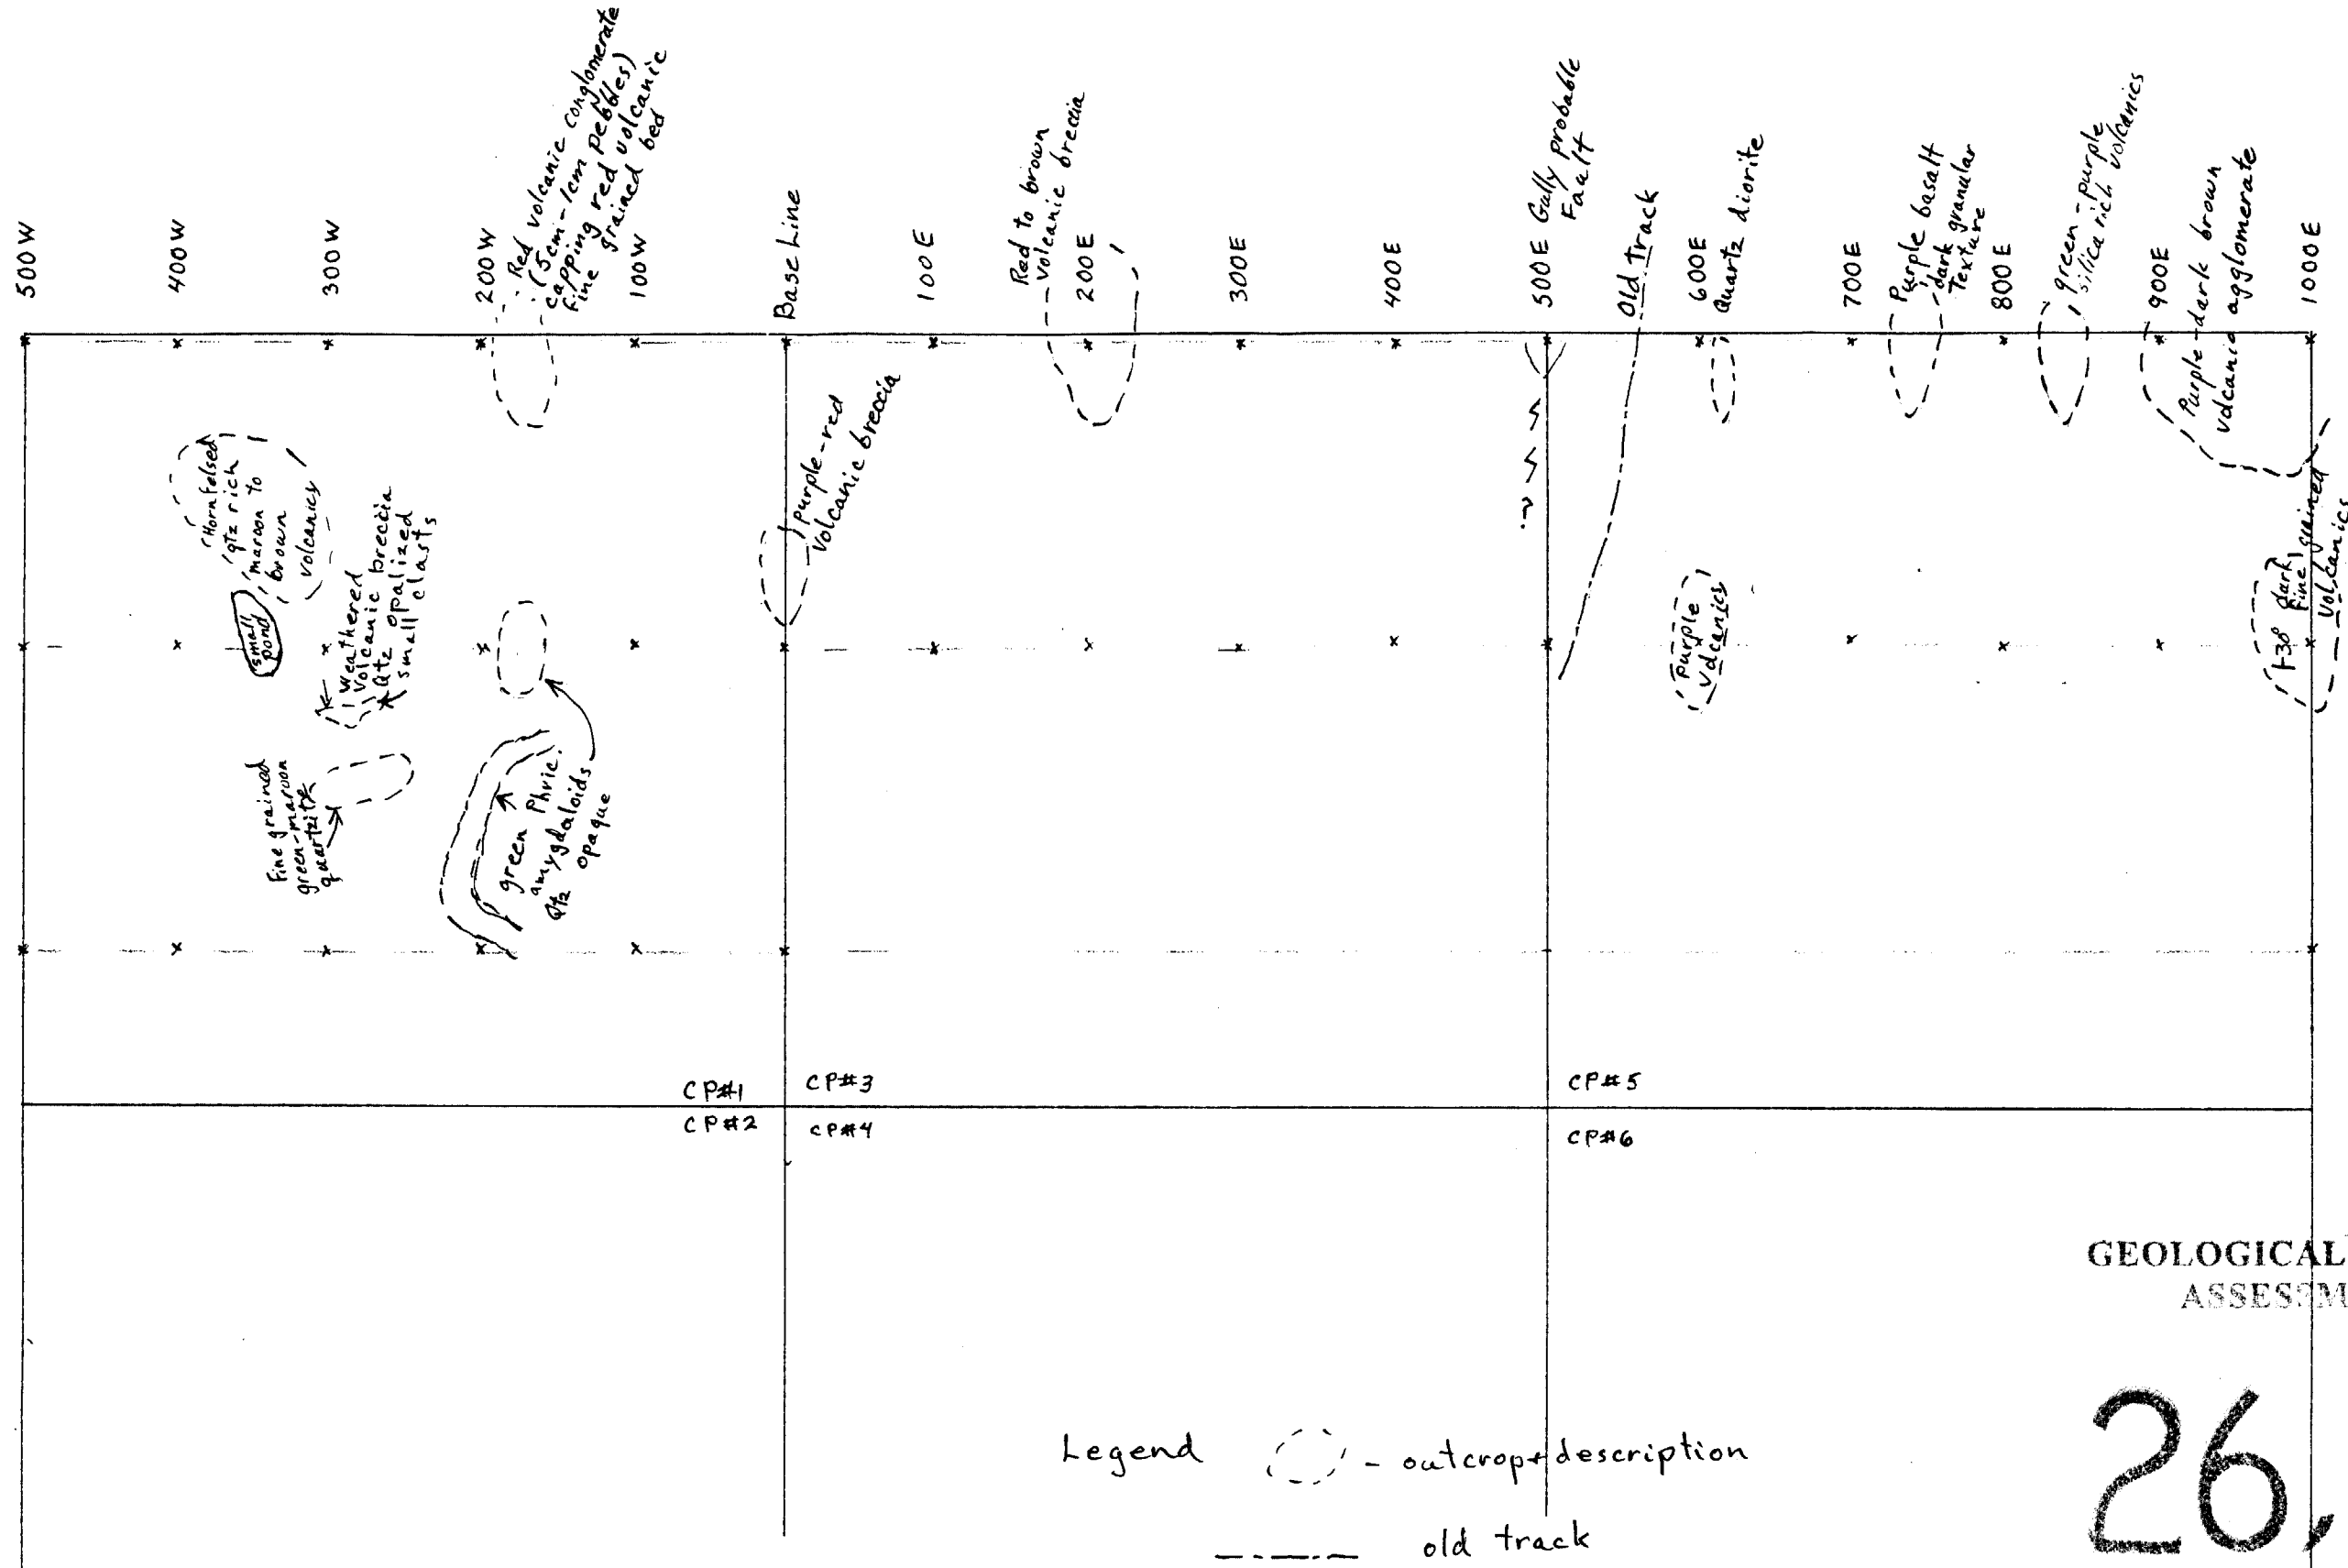 500W
400W
300W
200W
Red volcanic conglomerate
(5cm-1cm pebbles)
capping red volcanic
fine grained bed
100W
Base Line
100E
Red to brown
volcanic breccia
200E
300E
400E
500E Gully probable
Fault
Old Track
600E
Quartz diorite
700E
Purple basalt
dark granular
Texture
800E
green-purple
silica rich volcanics
900E
Purple-dark brown
volcanic agglomerate
1000E
Hornfelsed
qtz rich
maroon to
brown
volcanics
small
pond
weathered
volcanic breccia
Qtz opalized
small clasts
purple-red
volcanic breccia
purple
volcanics
dark
Fine grained
volcanics
Fine grained
green-maroon
quartzite
green Phyric
amygdaloids
Qtz opaque
CP#1
CP#3
CP#5
CP#2
CP#4
CP#6
GEOLOGICAL
ASSESSM
Legend
- outcrop+description
old track
26,